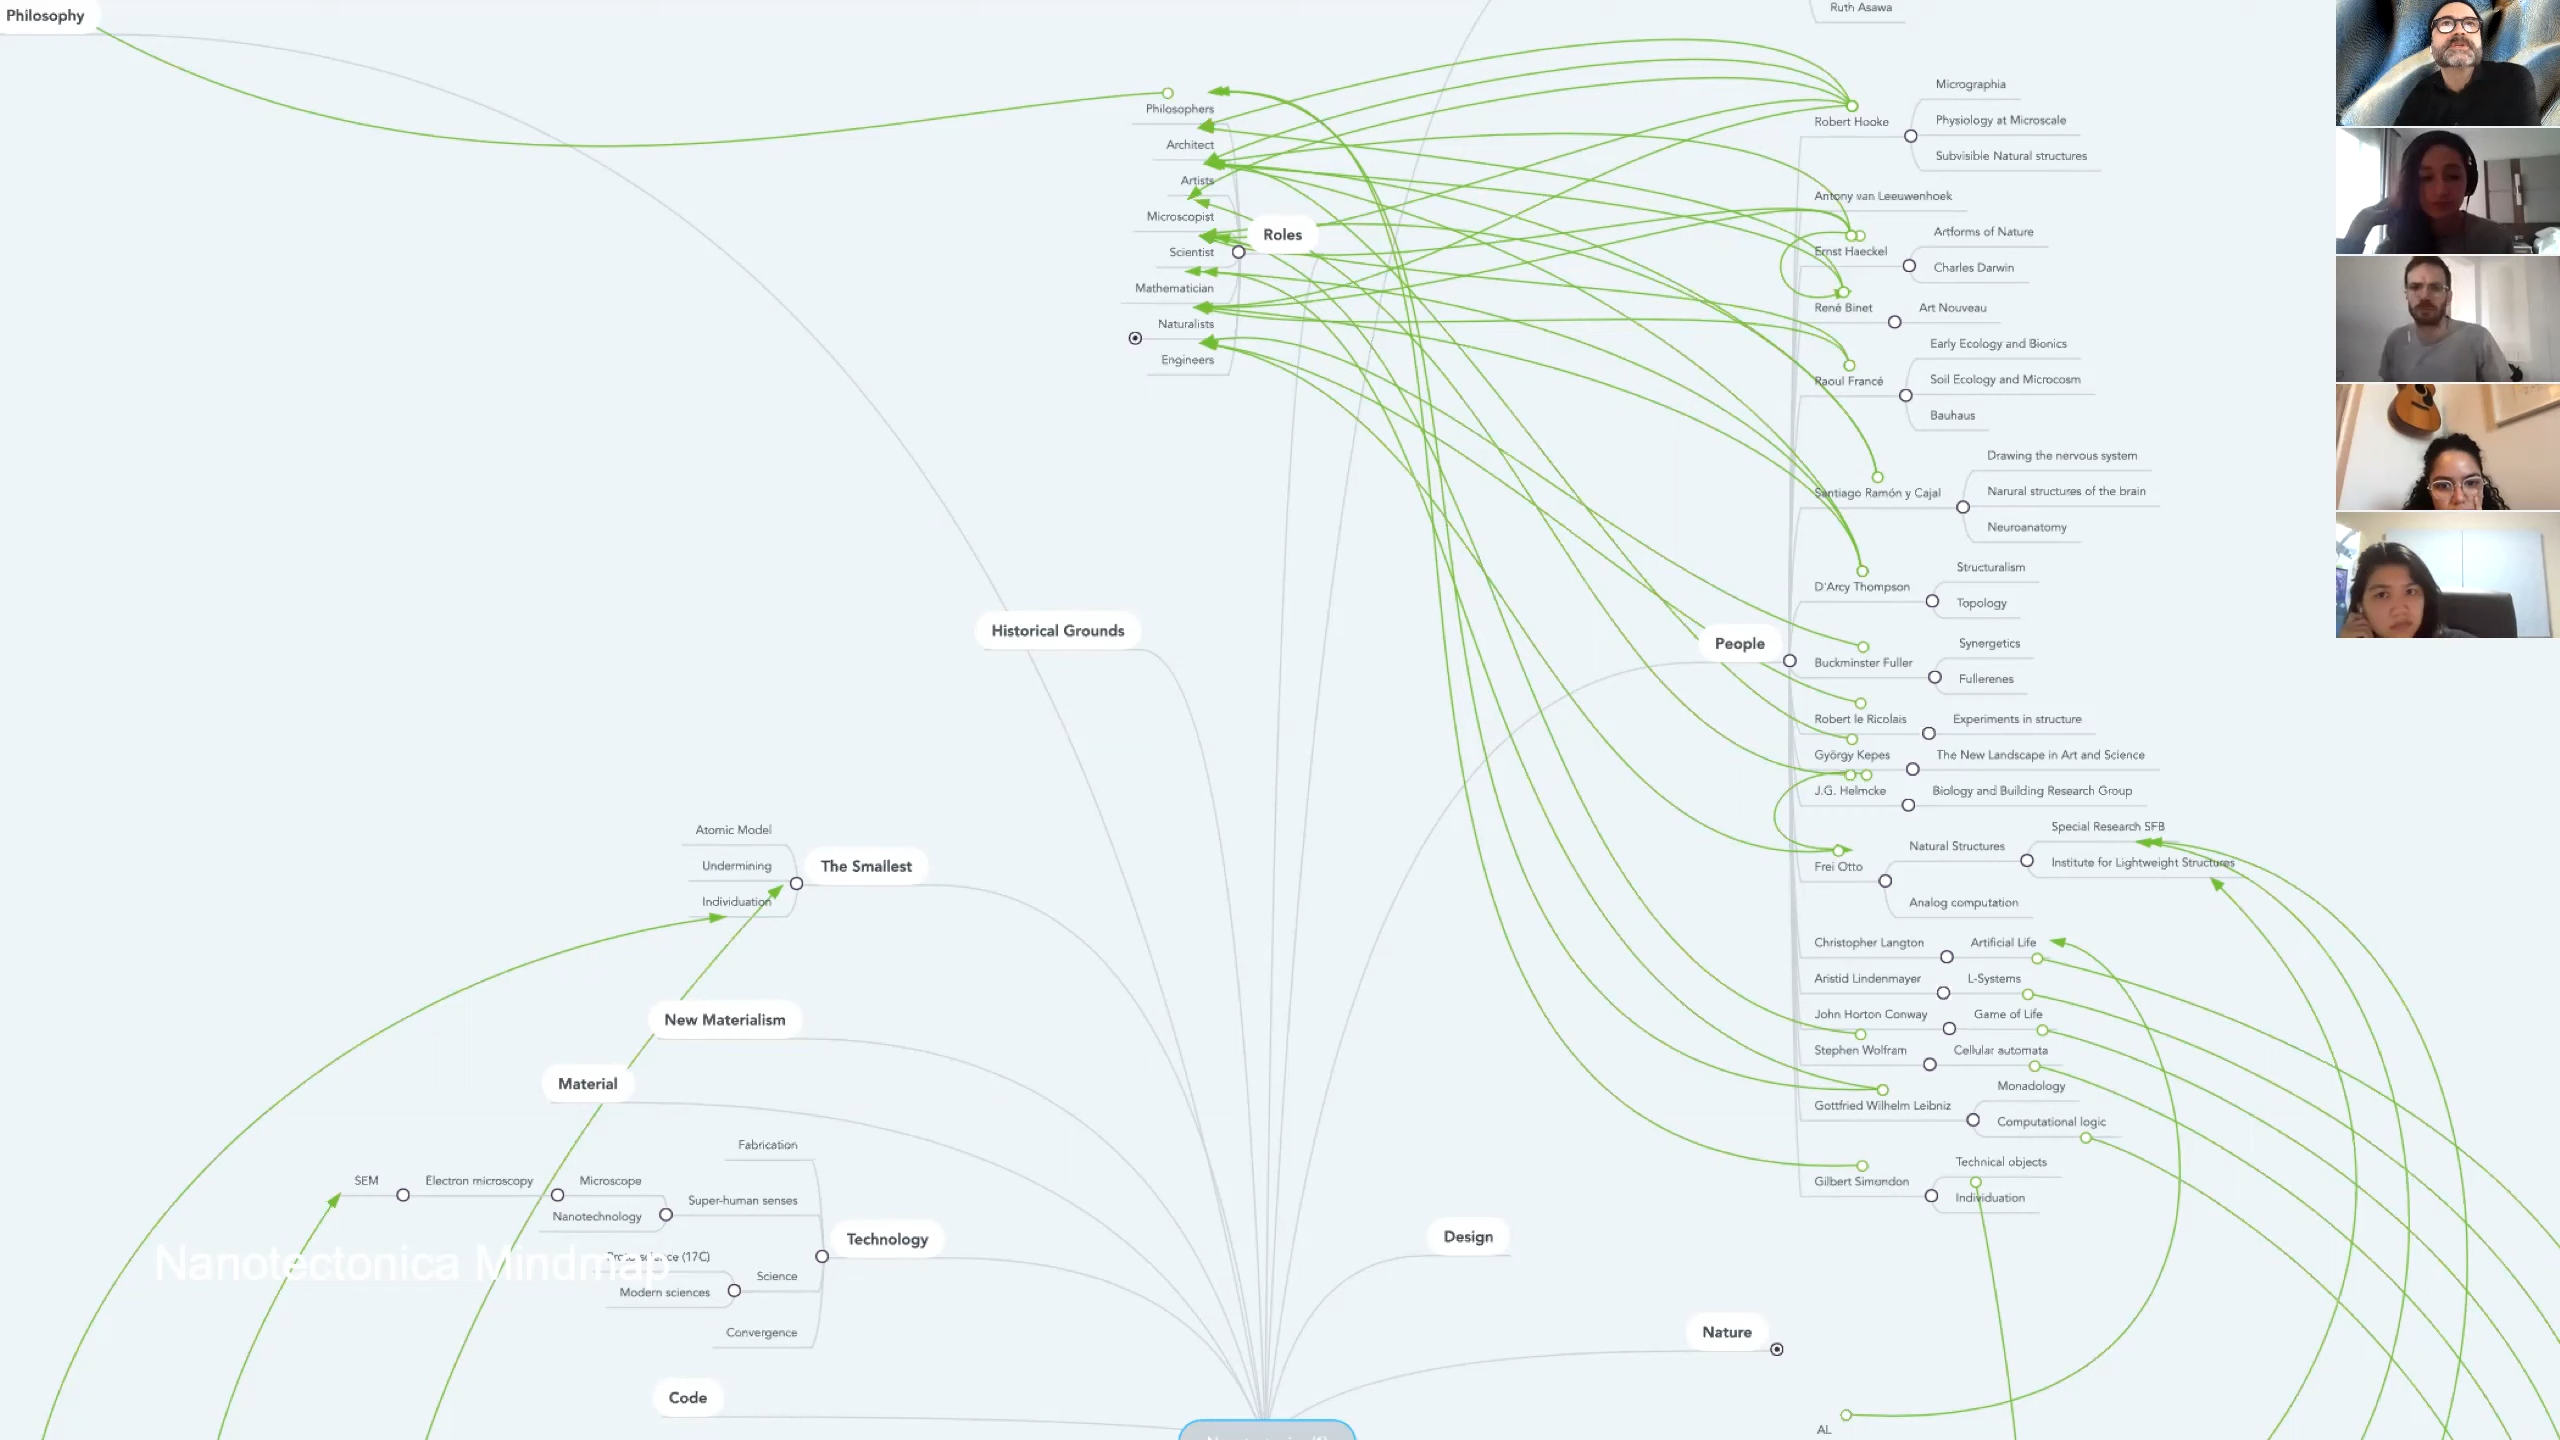 Philosophy
Ruth Asawa
Philosophers
Architect
Artists
Microscopist
Scientist
Mathematician
Naturalists
Engineers
Roles
Robert Hooke
Micrographia
Physiology at Microscale
Subvisible Natural structures
Antony van Leeuwenhoek
Ernst Haeckel
Artforms of Nature
Charles Darwin
René Binet
Art Nouveau
Raoul Francé
Early Ecology and Bionics
Soil Ecology and Microcosm
Bauhaus
Santiago Ramón y Cajal
Drawing the nervous system
Narural structures of the brain
Neuroanatomy
D'Arcy Thompson
Structuralism
Topology
Historical Grounds
People
Buckminster Fuller
Synergetics
Fullerenes
Robert le Ricolais
Experiments in structure
György Kepes
The New Landscape in Art and Science
J.G. Helmcke
Biology and Building Research Group
Frei Otto
Natural Structures
Special Research SFB
Institute for Lightweight Structures
Analog computation
Christopher Langton
Artificial Life
Aristid Lindenmayer
L-Systems
John Horton Conway
Game of Life
Stephen Wolfram
Cellular automata
Gottfried Wilhelm Leibniz
Monadology
Computational logic
Gilbert Simondon
Technical objects
Individuation
Atomic Model
Undermining
Individuation
The Smallest
New Materialism
Material
Fabrication
SEM
Electron microscopy
Microscope
Nanotechnology
Super-human senses
Technology
Proto science (17C)
Modern sciences
Science
Convergence
Nanotectonica Mindmap
Code
Design
Nature
AL